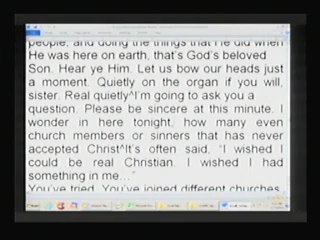 people, and doing the things that He did when
He was here on earth, that's God's beloved
Son. Hear ye Him. Let us bow our heads just
a moment. Quietly on the organ if you will,
sister. Real quietly^I'm going to ask you a
question. Please be sincere at this minute. I
wonder in here tonight, how many even
church members or sinners that has never
accepted Christ^It's often said, “I wished I
could be real Christian. I wished I had
something in me…”
You've tried. You've joined different churches